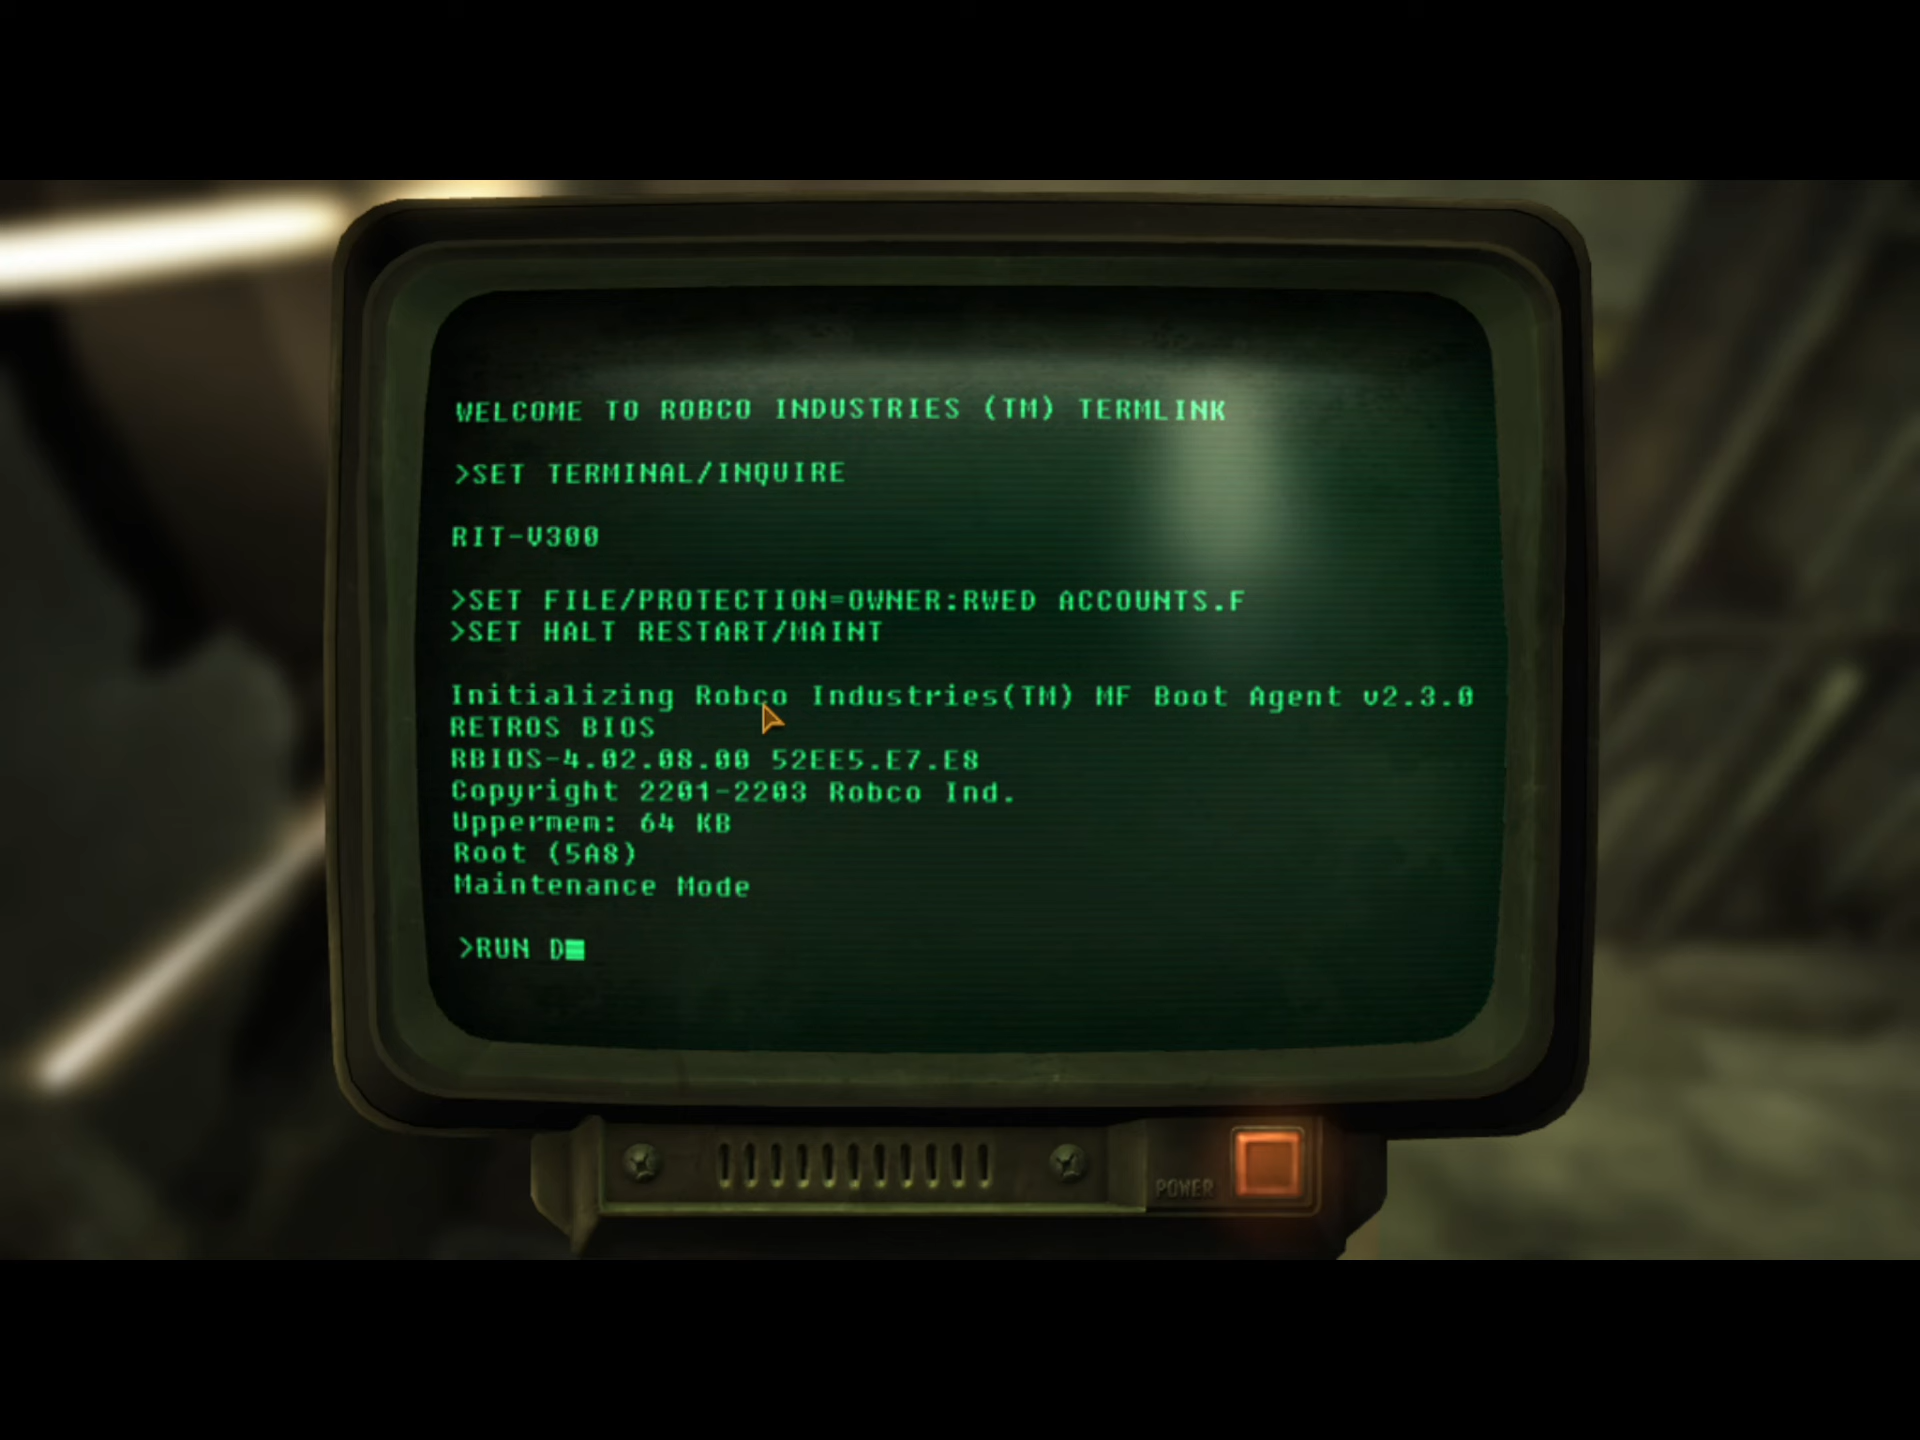 WELCOME TO ROBCO INDUSTRIES (TM) TERMLINK
>SET TERMINAL/INQUIRE
RIT-V300
>SET FILE/PROTECTION=OWNER:RWED ACCOUNTS.F
>SET HALT RESTART/MAINT
Initializing Robco Industries(TM) MF Boot Agent v2.3.0
RETROS BIOS
RBIOS-4.02.08.00 52EE5.E7.E8
Copyright 2201-2203 Robco Ind.
Uppermem: 64 KB
Root (5A8)
Maintenance Mode
>RUN D
POWER